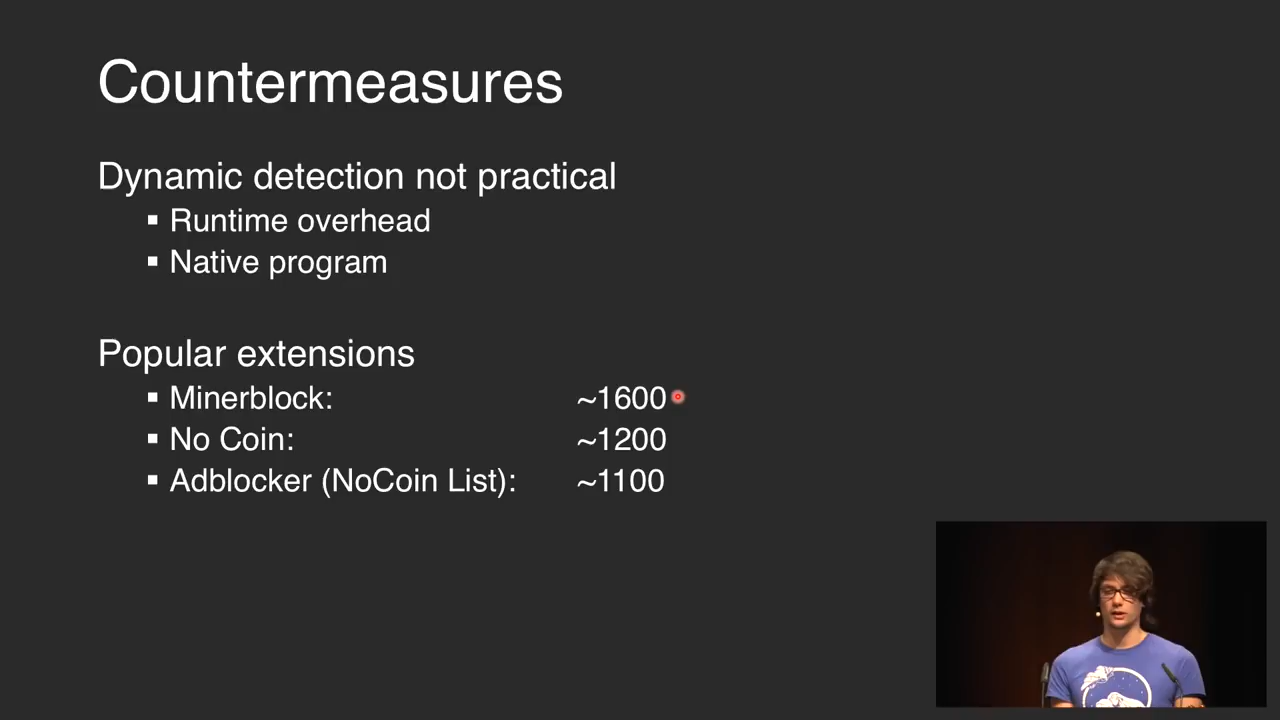 Countermeasures
Dynamic detection not practical
▪ Runtime overhead
▪ Native program
Popular extensions
▪ Minerblock: ~1600
▪ No Coin: ~1200
▪ Adblocker (NoCoin List): ~1100